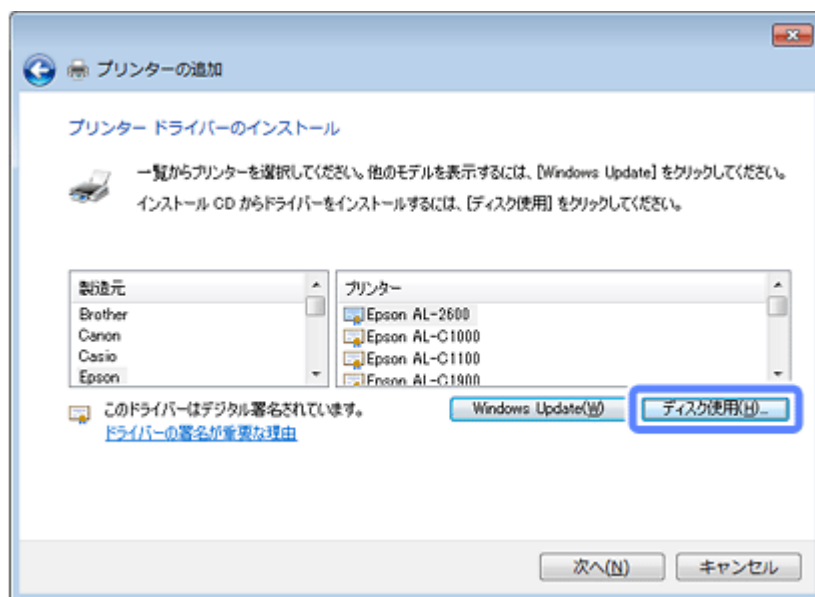 プリンターの追加
プリンター ドライバーのインストール
一覧からプリンターを選択してください。他のモデルを表示するには、[Windows Update] をクリックしてください。
インストール CD からドライバーをインストールするには、[ディスク使用] をクリックしてください。
製造元
Brother
Canon
Casio
Epson
プリンター
Epson AL-2600
Epson AL-C1000
Epson AL-C1100
Epson AL-C1900
このドライバーはデジタル署名されています。
ドライバーの署名が重要な理由
Windows Update(W)
ディスク使用(H)...
次へ(N)
キャンセル